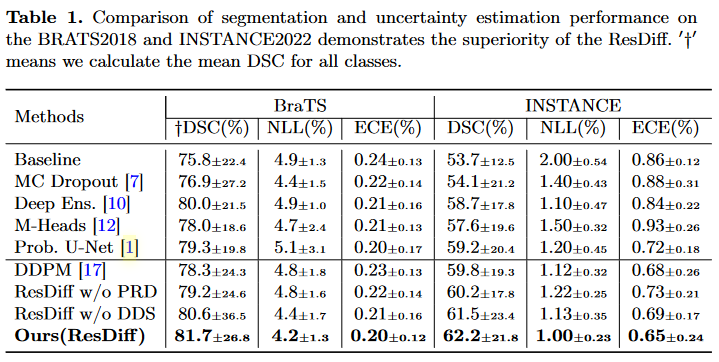 Table 1. Comparison of segmentation and uncertainty estimation performance on
the BRATS2018 and INSTANCE2022 demonstrates the superiority of the ResDiff. '†'
means we calculate the mean DSC for all classes.
Methods BraTS INSTANCE
†DSC(%) NLL(%) ECE(%) DSC(%) NLL(%) ECE(%)
Baseline 75.8±22.4 4.9±1.3 0.24±0.13 53.7±12.5 2.00±0.54 0.86±0.12
MC Dropout [7] 76.9±27.2 4.4±1.5 0.22±0.14 54.1±21.2 1.40±0.43 0.88±0.31
Deep Ens. [10] 80.0±21.5 4.9±1.0 0.21±0.16 58.7±17.8 1.10±0.47 0.84±0.22
M-Heads [12] 78.0±18.6 4.7±2.4 0.21±0.13 57.6±19.6 1.50±0.32 0.93±0.26
Prob. U-Net [1] 79.3±19.8 5.1±3.1 0.20±0.17 59.2±20.4 1.20±0.45 0.72±0.18
DDPM [17] 78.3±24.3 4.8±1.8 0.23±0.13 59.8±19.3 1.12±0.32 0.68±0.26
ResDiff w/o PRD 79.2±24.6 4.8±1.6 0.22±0.14 60.2±17.8 1.22±0.25 0.73±0.21
ResDiff w/o DDS 80.6±36.5 4.4±1.7 0.21±0.16 61.5±23.4 1.13±0.35 0.69±0.17
Ours(ResDiff) 81.7±26.8 4.2±1.3 0.20±0.12 62.2±21.8 1.00±0.23 0.65±0.24